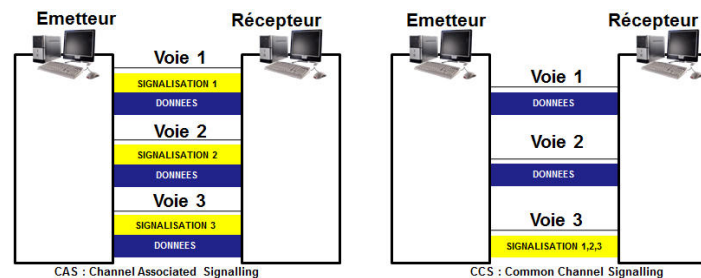 Emetteur
Récepteur
Voie 1
SIGNALISATION 1
DONNEES
Voie 2
SIGNALISATION 2
DONNEES
Voie 3
SIGNALISATION 3
DONNEES
CAS : Channel Associated Signalling
Emetteur
Récepteur
Voie 1
DONNEES
Voie 2
DONNEES
Voie 3
SIGNALISATION 1,2,3
CCS : Common Channel Signalling